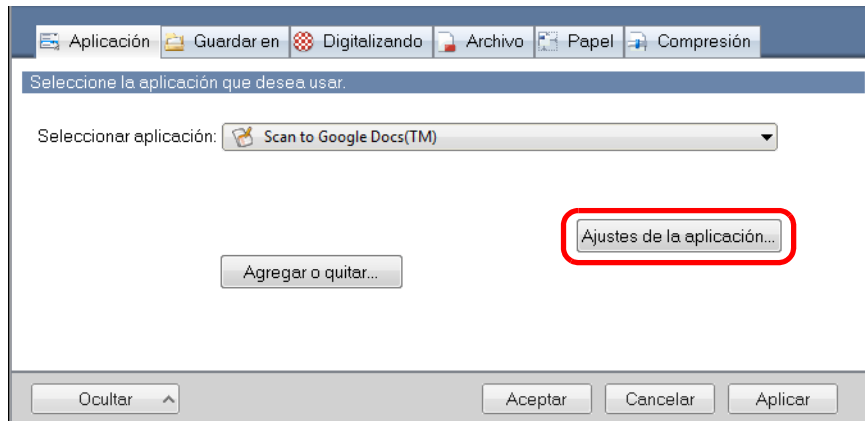 Aplicación Guardar en Digitalizando Archivo Papel Compresión
Seleccione la aplicación que desea usar.
Seleccionar aplicación: Scan to Google Docs(TM)
Ajustes de la aplicación...
Agregar o quitar...
Ocultar Aceptar Cancelar Aplicar